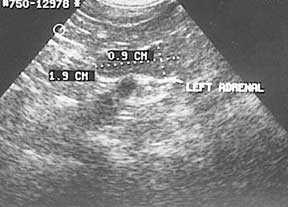 #750-12978
0.9 CM
1.9 CM
LEFT ADRENAL